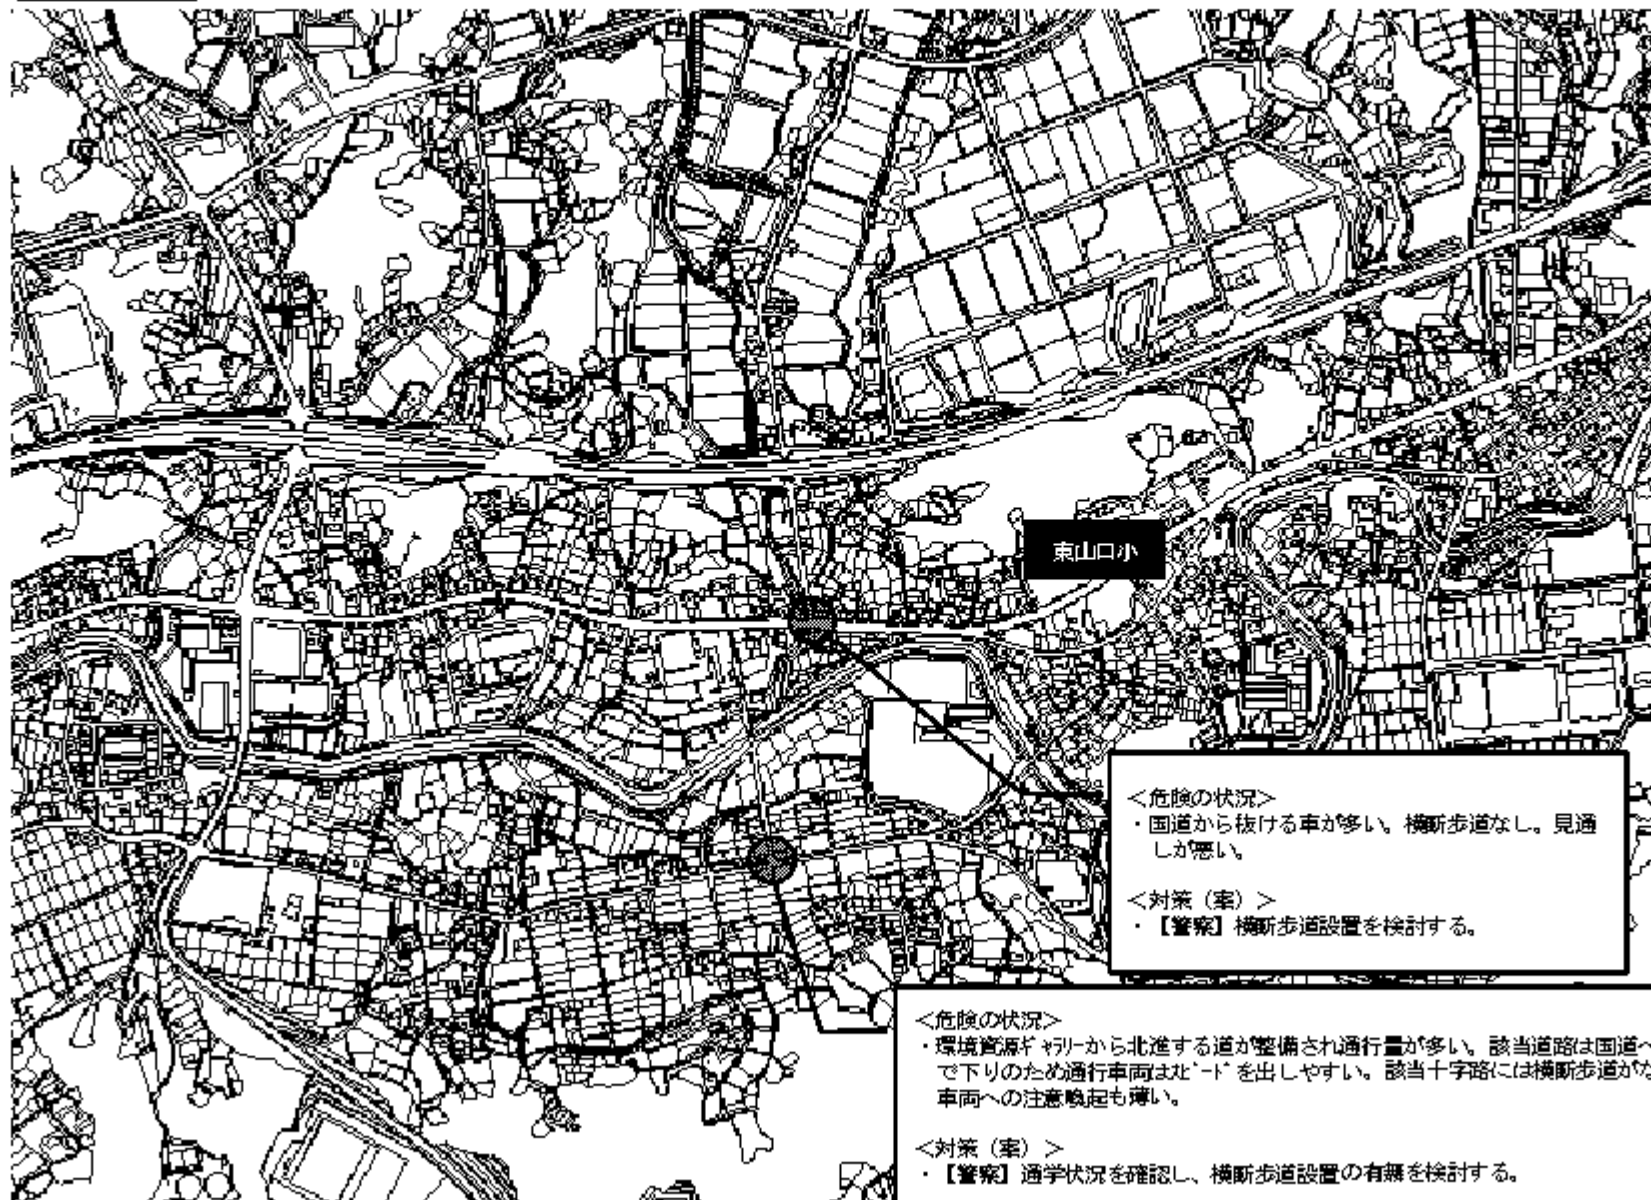 東山口小
＜危険の状況＞
・国道から抜ける車が多い。横断歩道なし。見通
しが悪い。
＜対策（案）＞
・【警察】横断歩道設置を検討する。
＜危険の状況＞
・環境資源ギャラリーから北進する道が整備され通行量が多い。該当道路は国道へ
で下りのため通行車両はスピードを出しやすい。該当十字路には横断歩道がな
車両への注意喚起も薄い。
＜対策（案）＞
・【警察】通学状況を確認し、横断歩道設置の有無を検討する。